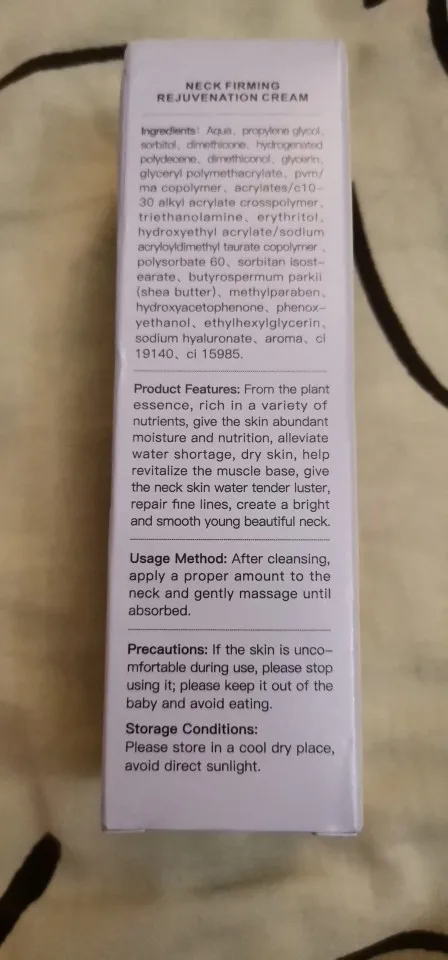 NECK FIRMING
REJUVENATION CREAM
Ingredients: Aqua、propylene glycol、
sorbitol、dimethicone、hydrogenated
polydecene、dimethiconol、glycerin、
glyceryl polymethacrylate、pvm/
ma copolymer、acrylates/c10-
30 alkyl acrylate crosspolymer、
triethanolamine、erythritol、
hydroxyethyl acrylate/sodium
acryloyldimethyl taurate copolymer、
polysorbate 60、sorbitan isost-
earate、butyrospermum parkii
(shea butter)、methylparaben、
hydroxyacetophenone、phenox-
yethanol、ethylhexylglycerin、
sodium hyaluronate、aroma、ci
19140、ci 15985.
Product Features: From the plant
essence, rich in a variety of
nutrients, give the skin abundant
moisture and nutrition, alleviate
water shortage, dry skin, help
revitalize the muscle base, give
the neck skin water tender luster,
repair fine lines, create a bright
and smooth young beautiful neck.
Usage Method: After cleansing,
apply a proper amount to the
neck and gently massage until
absorbed.
Precautions: If the skin is unco-
mfortable during use, please stop
using it; please keep it out of the
baby and avoid eating.
Storage Conditions:
Please store in a cool dry place,
avoid direct sunlight.